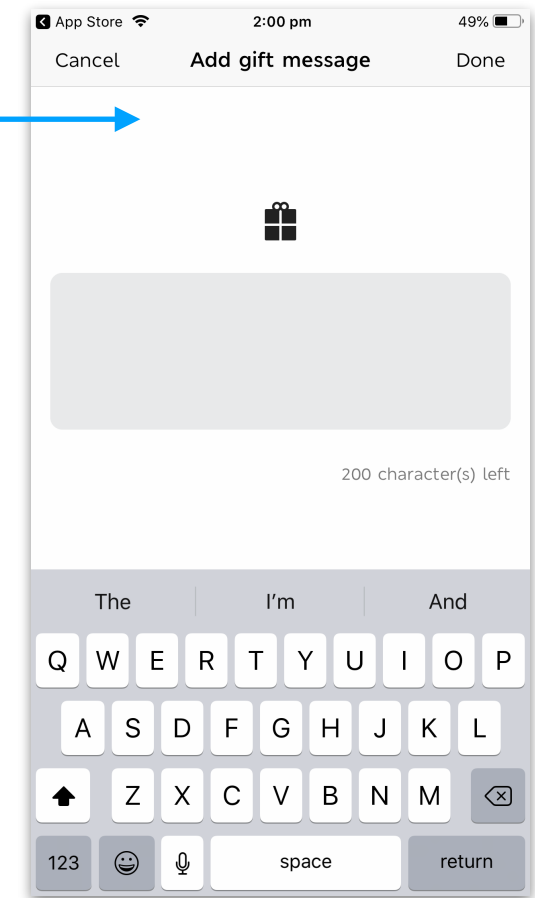 App Store 2:00 pm 49%
Cancel Add gift message Done
200 character(s) left
The I'm And
Q W E R T Y U I O P
A S D F G H J K L
Z X C V B N M
123 space return